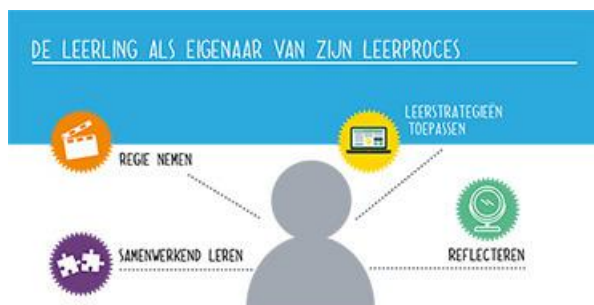 DE LEERLING ALS EIGENAAR VAN ZIJN LEERPROCES
LEERSTRATEGIEËN
TOEPASSEN
REGIE NEMEN
SAMENWERKEND LEREN
REFLECTEREN